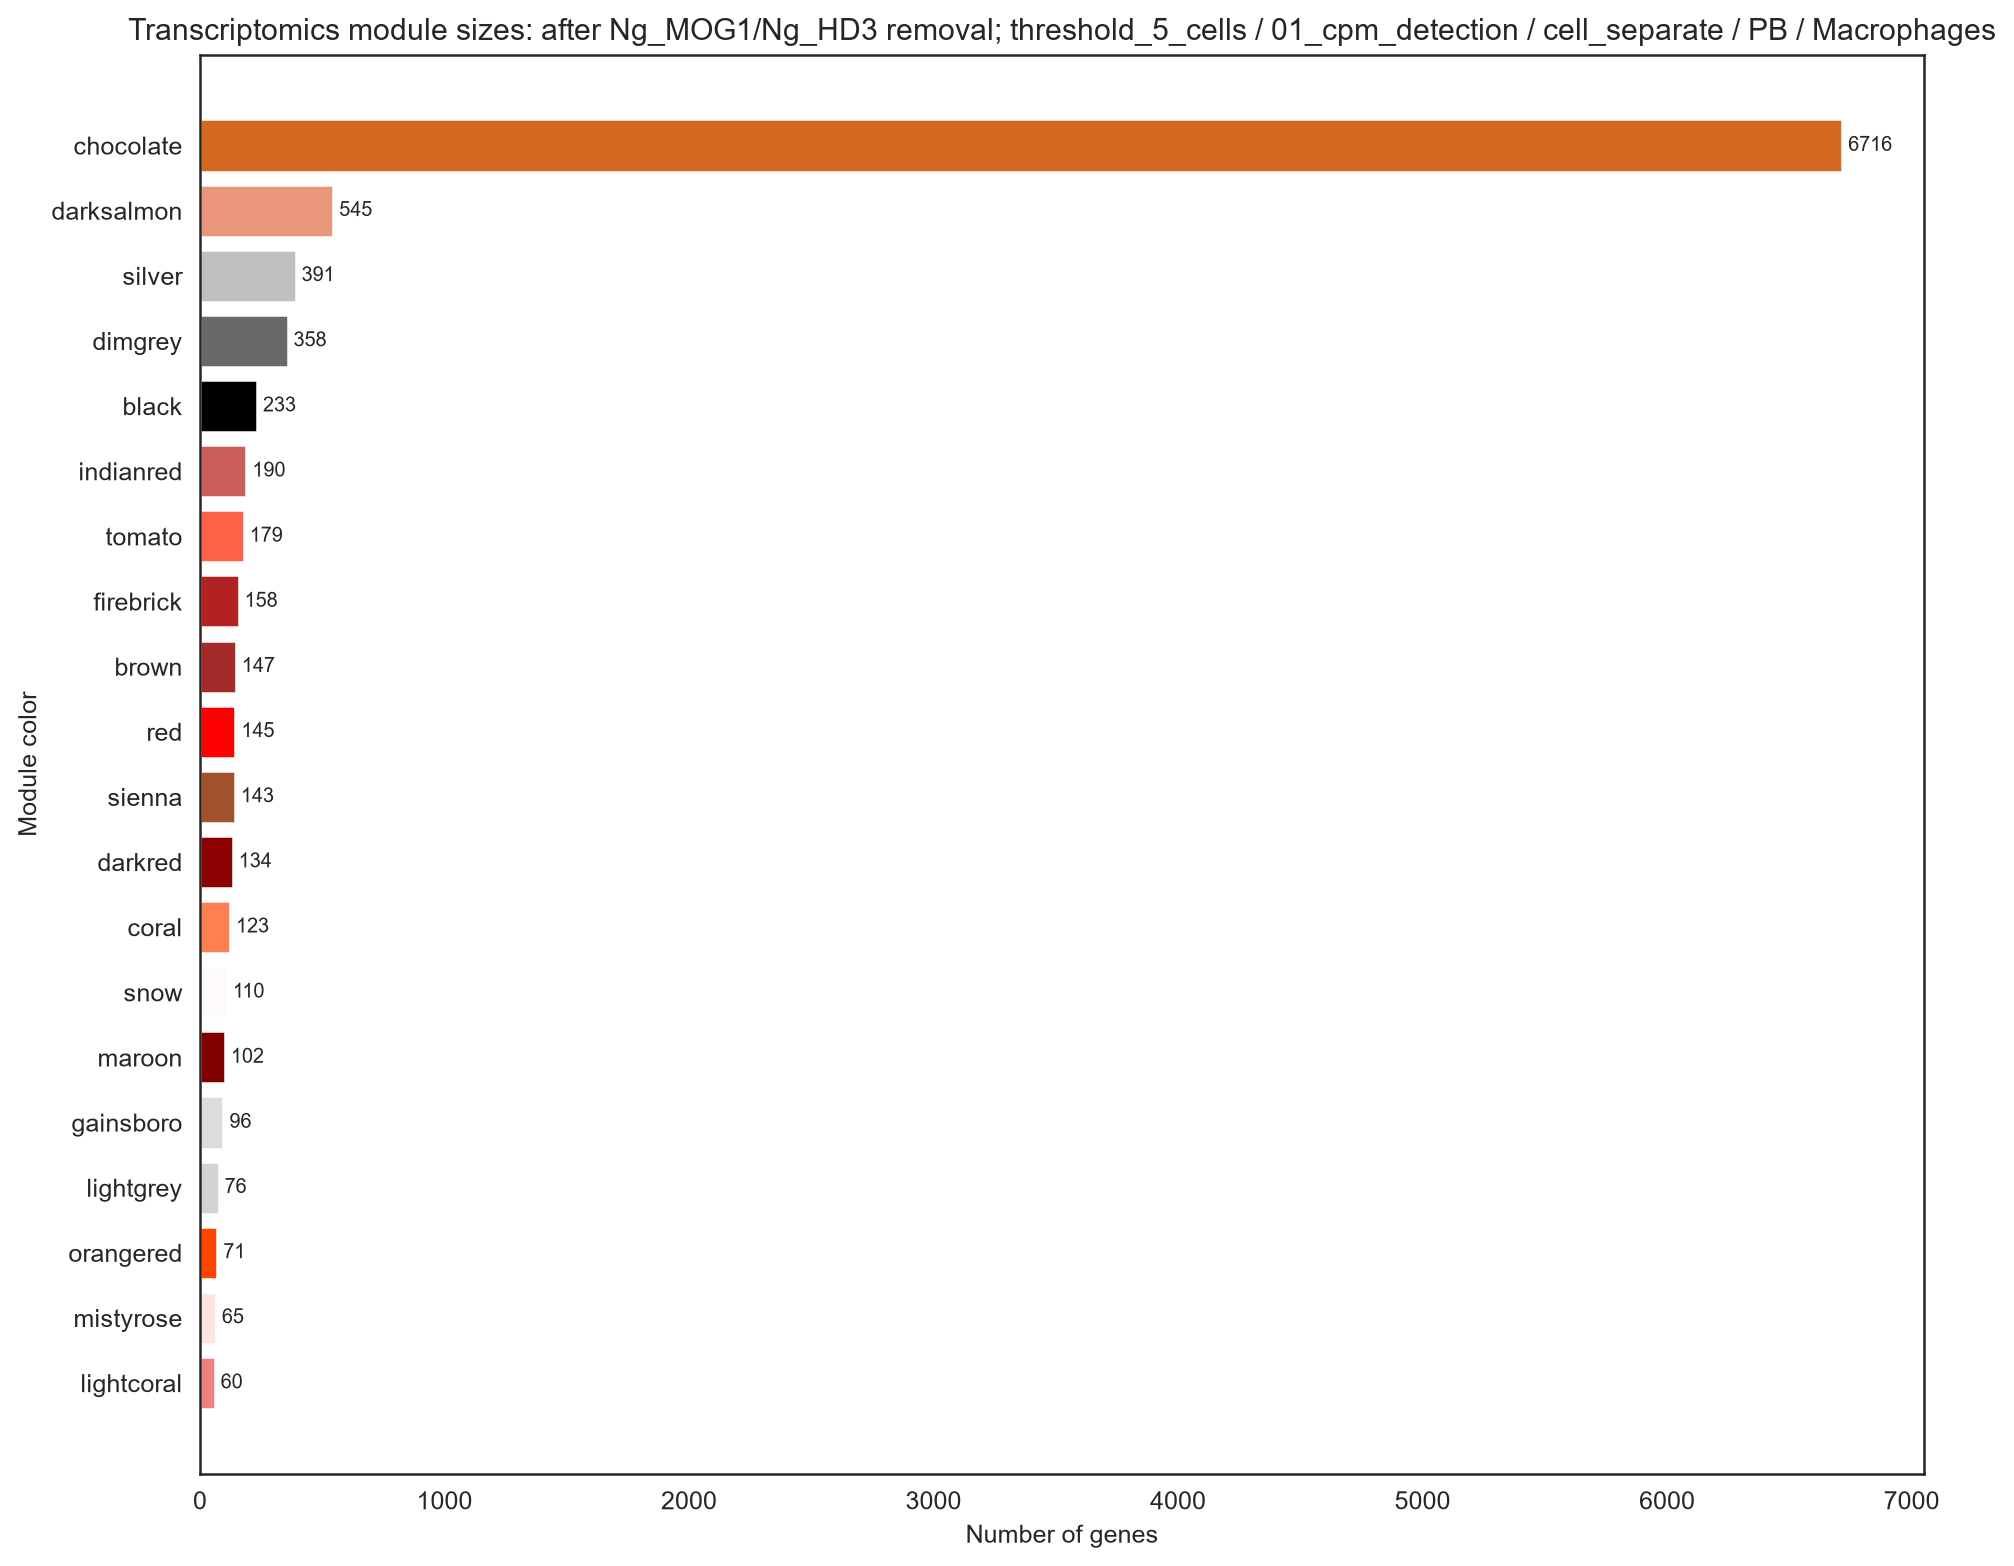 Transcriptomics module sizes: after Ng_MOG1/Ng_HD3 removal; threshold_5_cells / 01_cpm_detection / cell_separate / PB / Macrophages
chocolate 6716
darksalmon 545
silver 391
dimgrey 358
black 233
indianred 190
tomato 179
firebrick 158
brown 147
red 145
sienna 143
darkred 134
coral 123
snow 110
maroon 102
gainsboro 96
lightgrey 76
orangered 71
mistyrose 65
lightcoral 60
Module color
0 1000 2000 3000 4000 5000 6000 7000
Number of genes